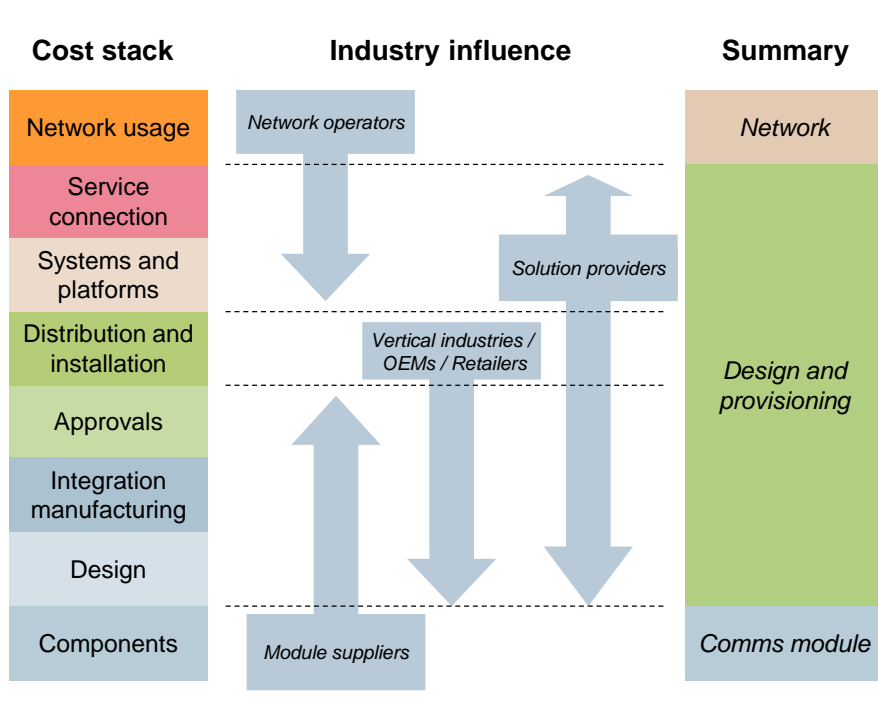 Cost stack
Industry influence
Summary
Network usage
Service
connection
Systems and
platforms
Distribution and
installation
Approvals
Integration
manufacturing
Design
Components
Network operators
Solution providers
Vertical industries /
OEMs / Retailers
Module suppliers
Network
Design and
provisioning
Comms module